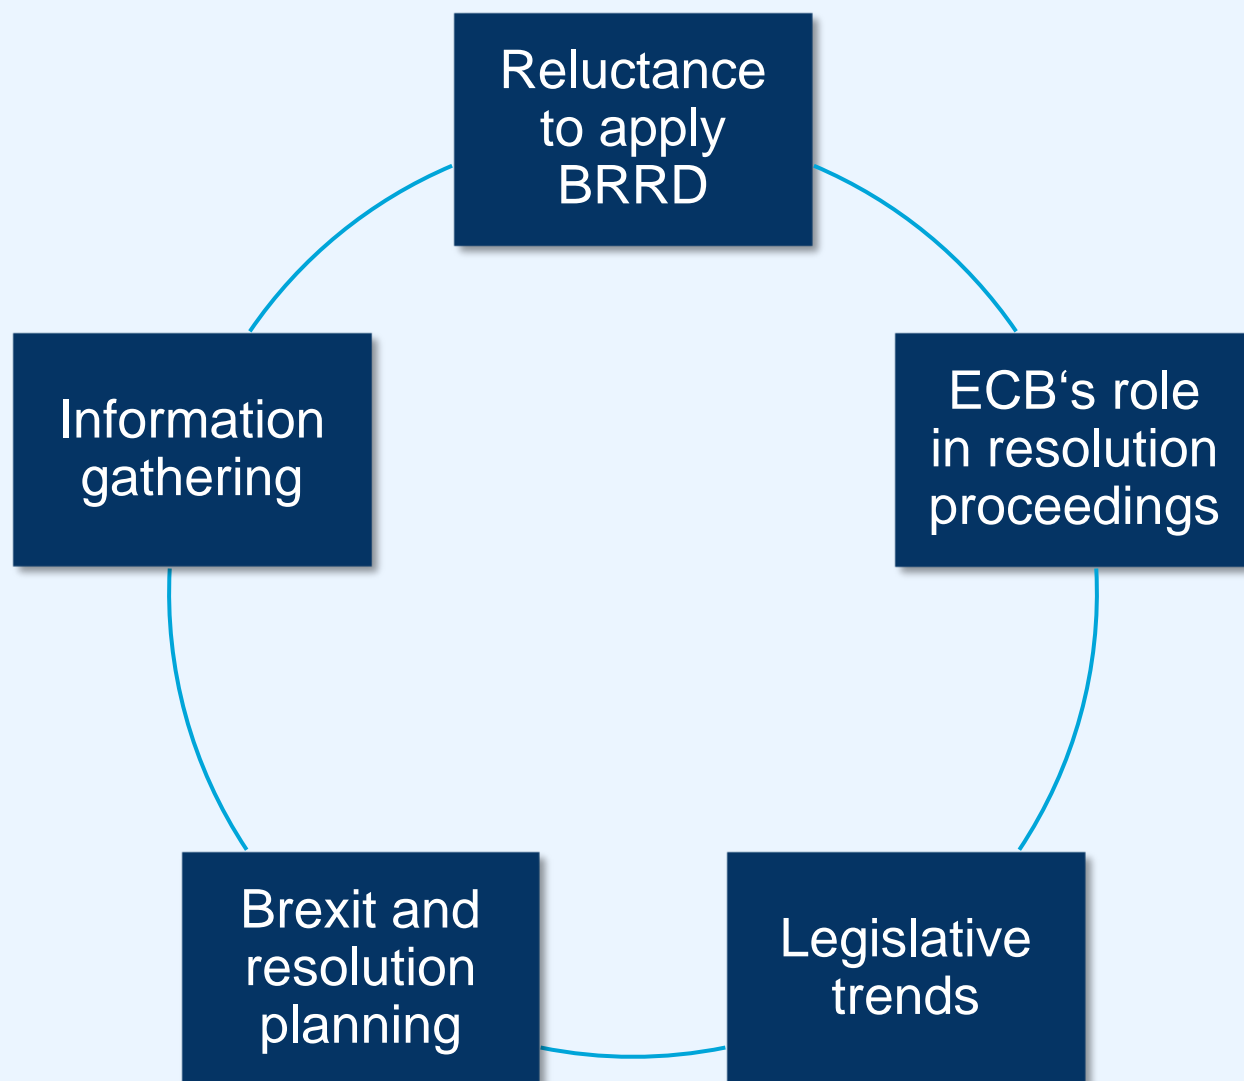 Reluctance
to apply
BRRD
ECB‘s role
in resolution
proceedings
Legislative
trends
Brexit and
resolution
planning
Information
gathering